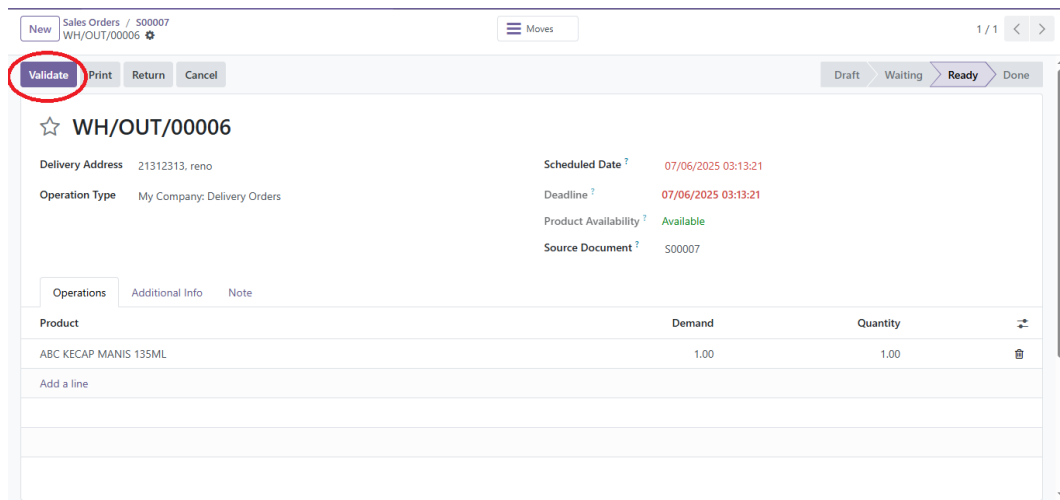 New Sales Orders / S00007 Moves 1 / 1
WH/OUT/00006
Validate Print Return Cancel Draft Waiting Ready Done
WH/OUT/00006
Delivery Address 21312313, reno Scheduled Date ? 07/06/2025 03:13:21
Operation Type My Company: Delivery Orders Deadline ? 07/06/2025 03:13:21
Product Availability ? Available
Source Document ? S00007
Operations Additional Info Note
Product Demand Quantity
ABC KECAP MANIS 135ML 1.00 1.00
Add a line